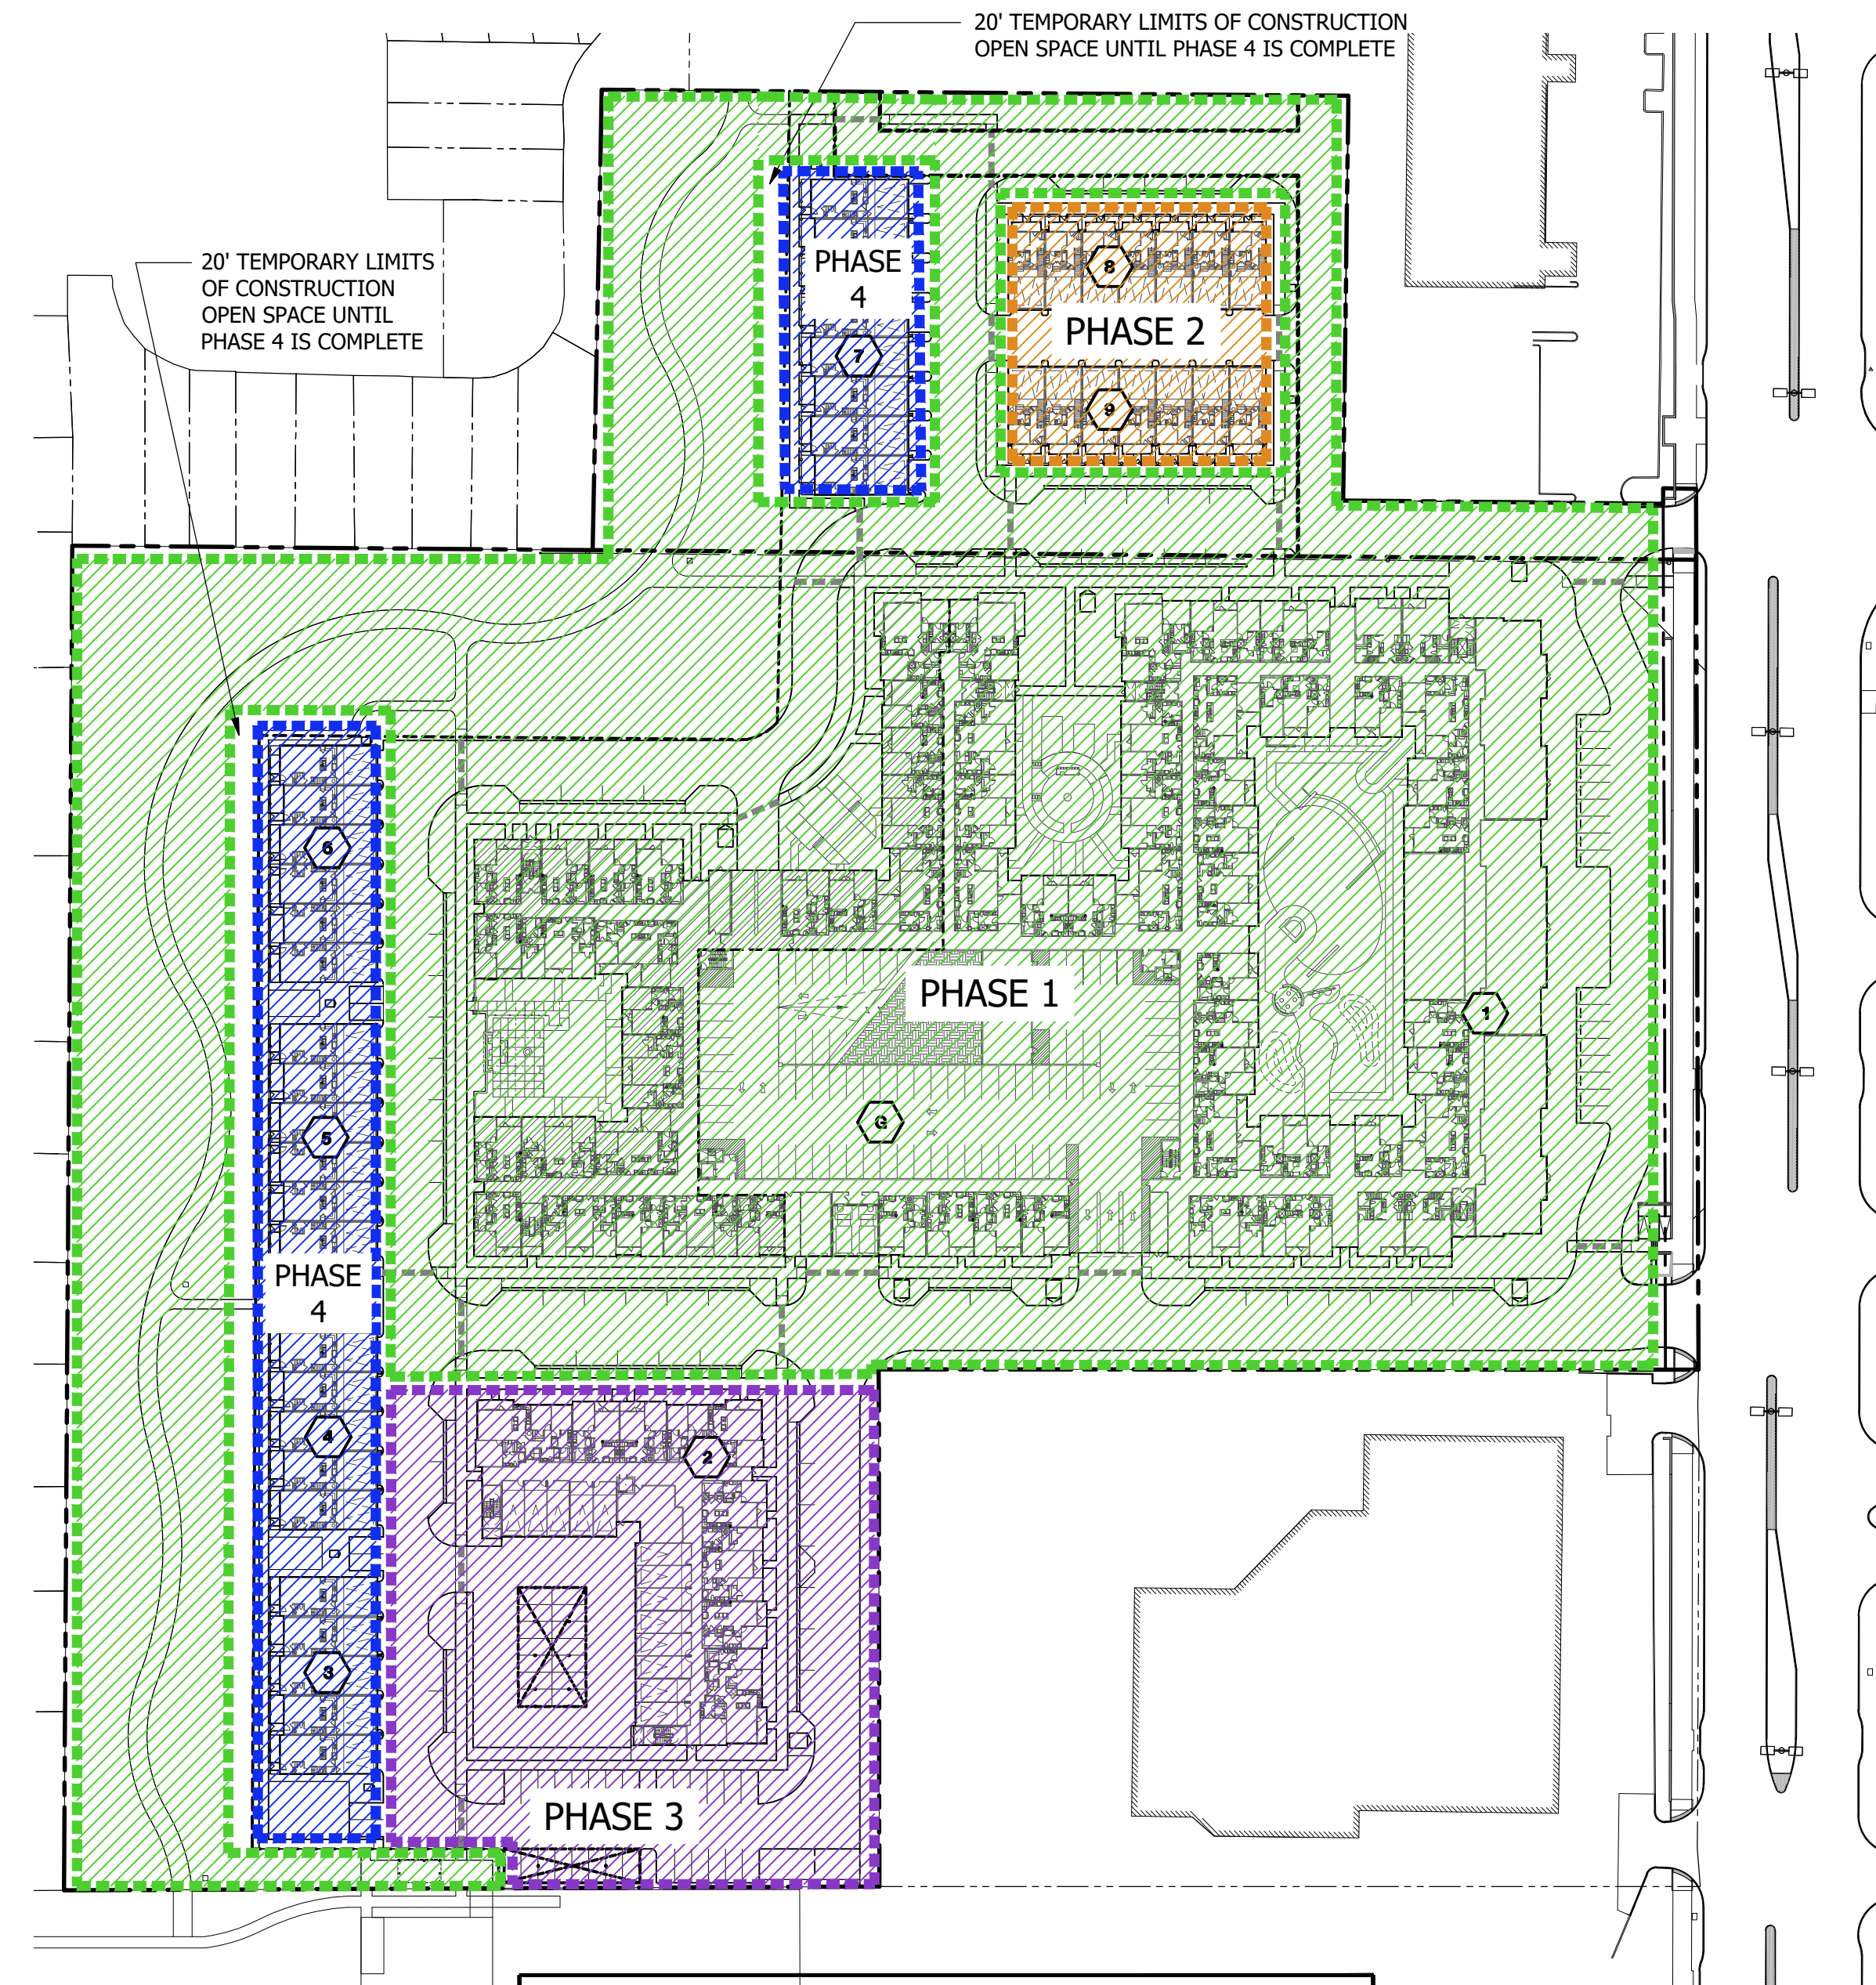 20' TEMPORARY LIMITS OF CONSTRUCTION
OPEN SPACE UNTIL PHASE 4 IS COMPLETE
20' TEMPORARY LIMITS
OF CONSTRUCTION
OPEN SPACE UNTIL
PHASE 4 IS COMPLETE
PHASE
4
7
8
PHASE 2
9
6
5
PHASE 1
1
G
PHASE
4
4
3
2
PHASE 3